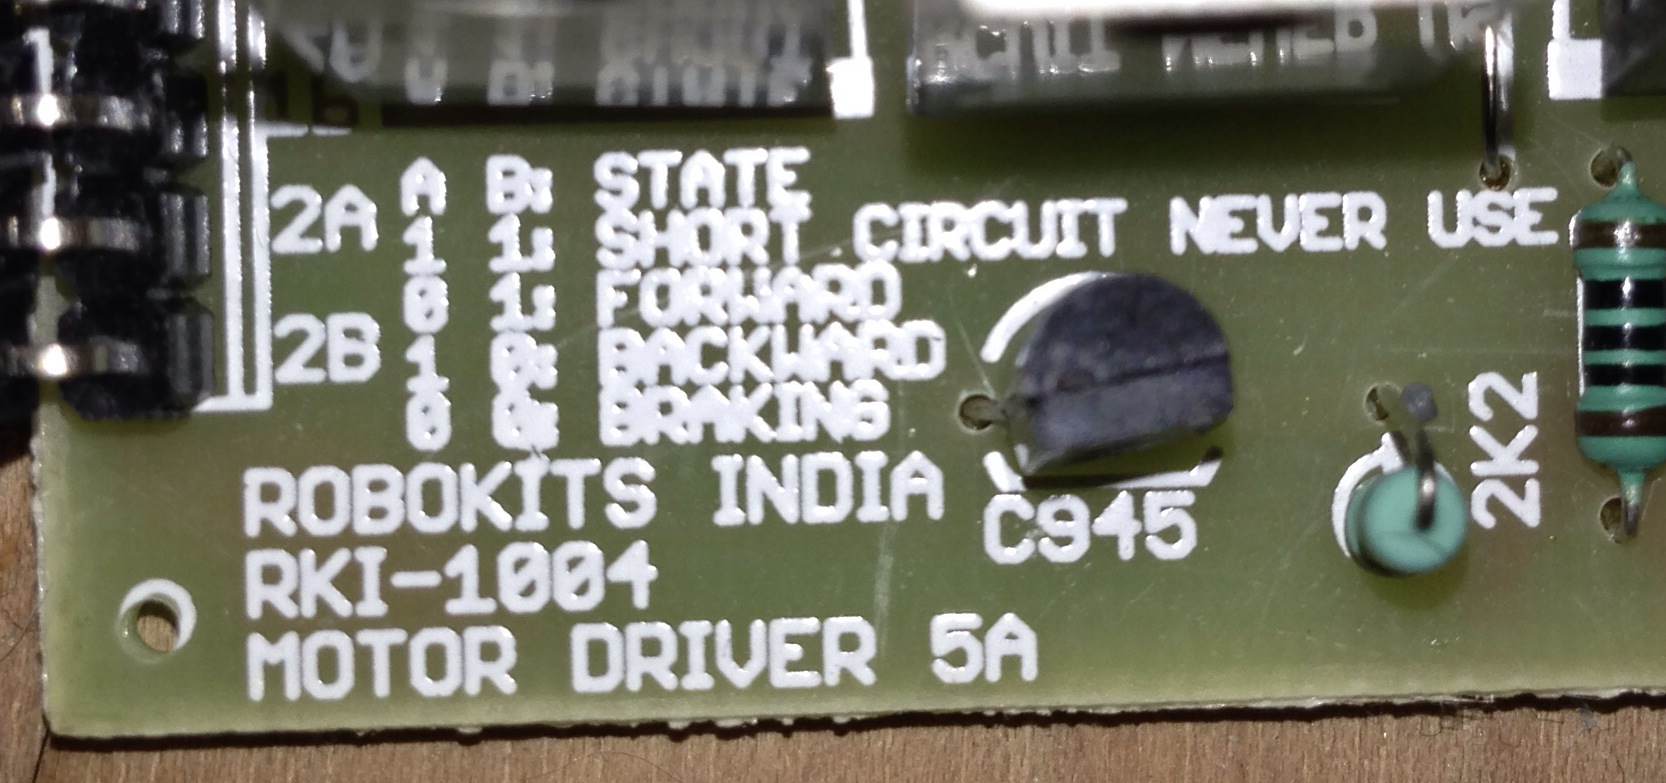 A B: STATE
2A
1 1: SHORT CIRCUIT NEVER USE
0 1: FORWARD
2B
1 0: BACKWARD
0 0: BRAKING
ROBOKITS INDIA
C945
2K2
RKI-1004
MOTOR DRIVER 5A